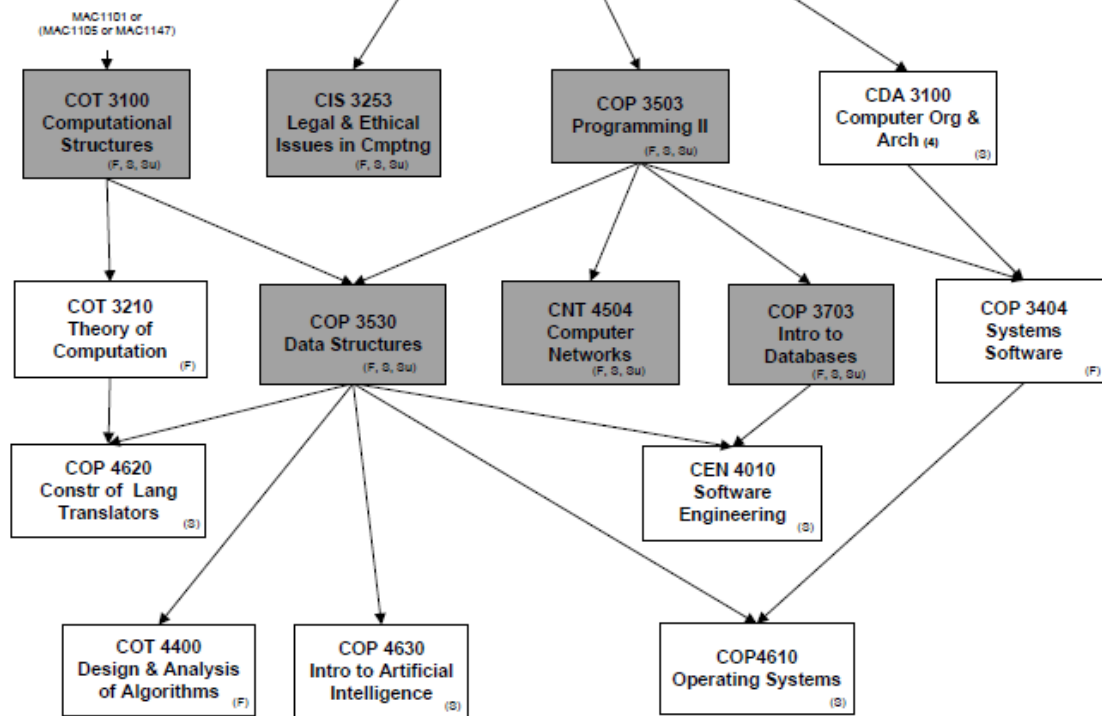 MAC1101 or
(MAC1105 or MAC1147)
COT 3100
Computational
Structures
(F, S, Su)
CIS 3253
Legal & Ethical
Issues in Cmptng
(F, S, Su)
COP 3503
Programming II
(F, S, Su)
CDA 3100
Computer Org &
Arch (4)
(S)
COT 3210
Theory of
Computation
(F)
COP 3530
Data Structures
(F, S, Su)
CNT 4504
Computer
Networks
(F, S, Su)
COP 3703
Intro to
Databases
(F, S, Su)
COP 3404
Systems
Software
(F)
COP 4620
Constr of Lang
Translators
(S)
CEN 4010
Software
Engineering
(S)
COT 4400
Design & Analysis
of Algorithms
(F)
COP 4630
Intro to Artificial
Intelligence
(S)
COP4610
Operating Systems
(S)